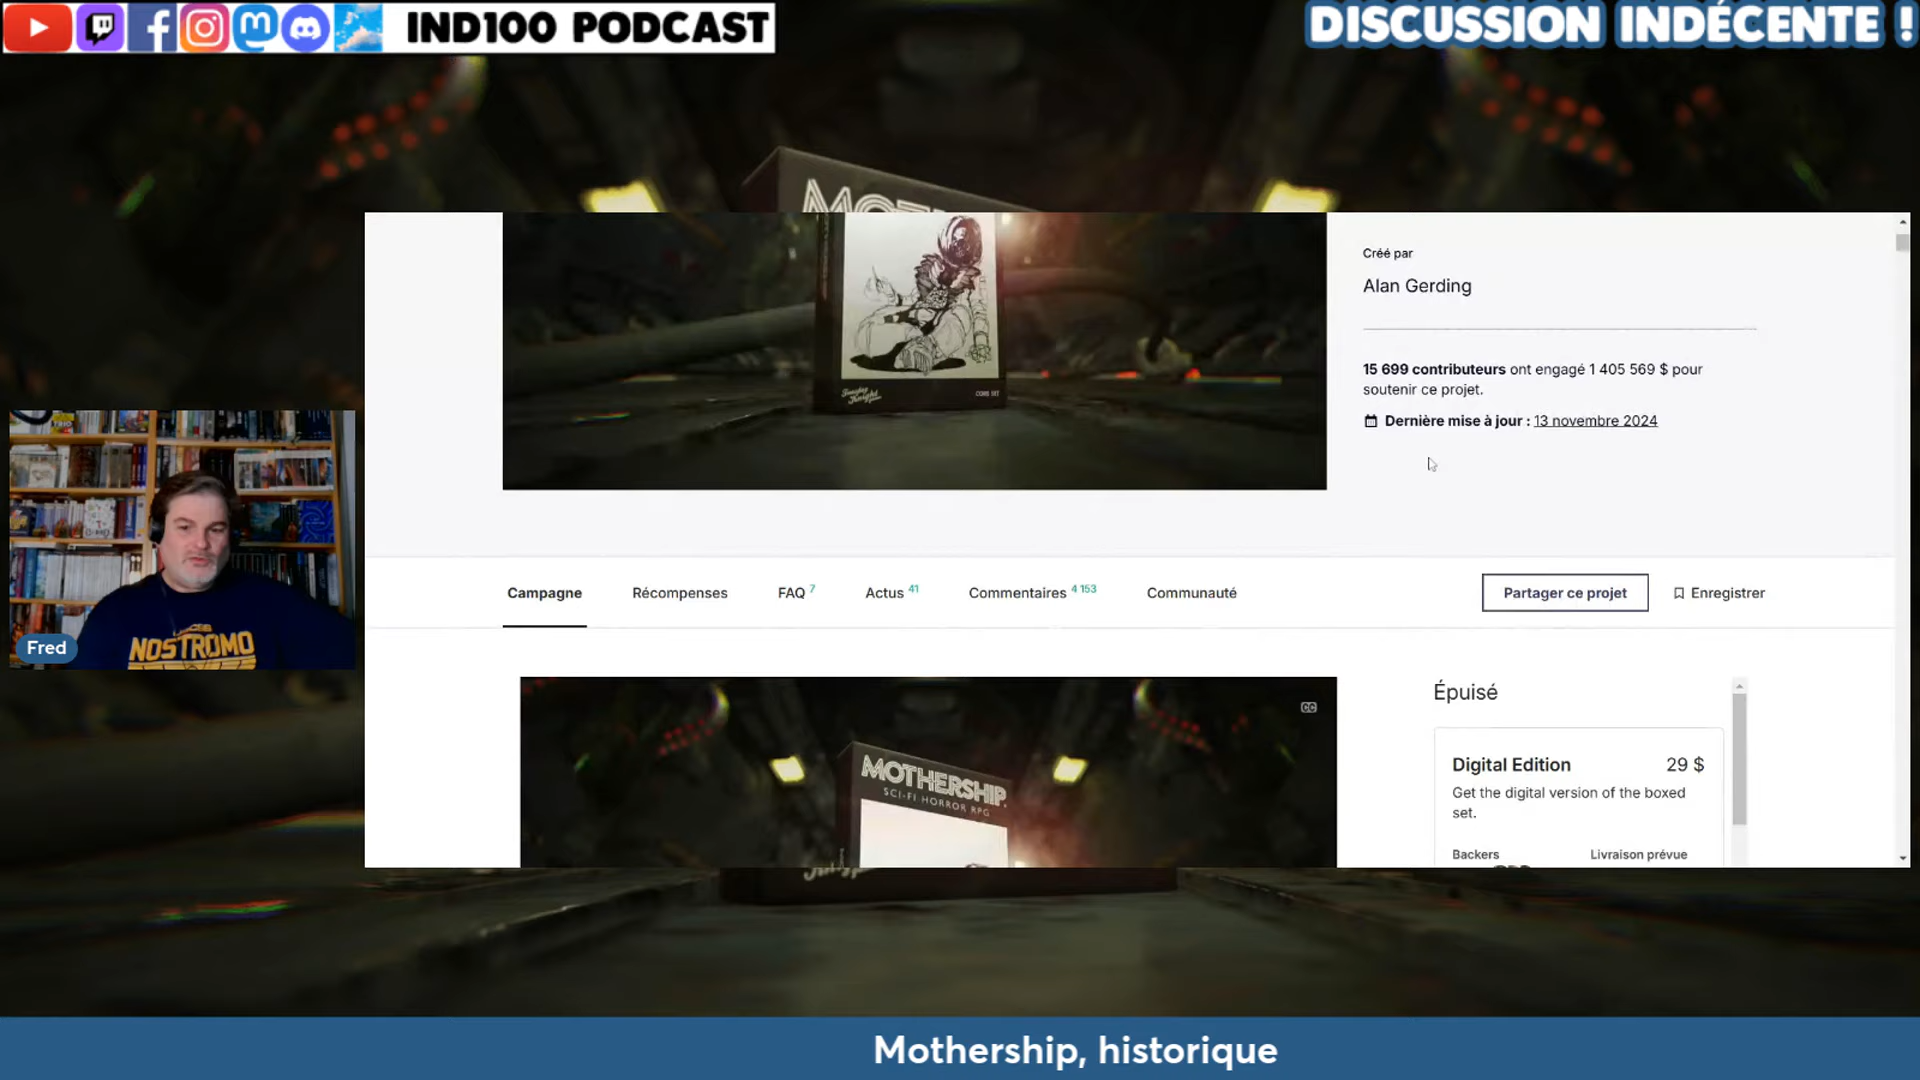 IND100 PODCAST
DISCUSSION INDÉCENTE !
Créé par
Alan Gerding
15 699 contributeurs ont engagé 1 405 569 $ pour
soutenir ce projet.
Dernière mise à jour : 13 novembre 2024
CORE SET
Campagne
Récompenses
FAQ 7
Actus 41
Commentaires 4 153
Communauté
Partager ce projet
Enregistrer
NOSTROMO
Fred
CC
MOTHERSHIP
SCI-FI HORROR RPG
Épuisé
Digital Edition 29 $
Get the digital version of the boxed
set.
Backers
Livraison prévue
Mothership, historique